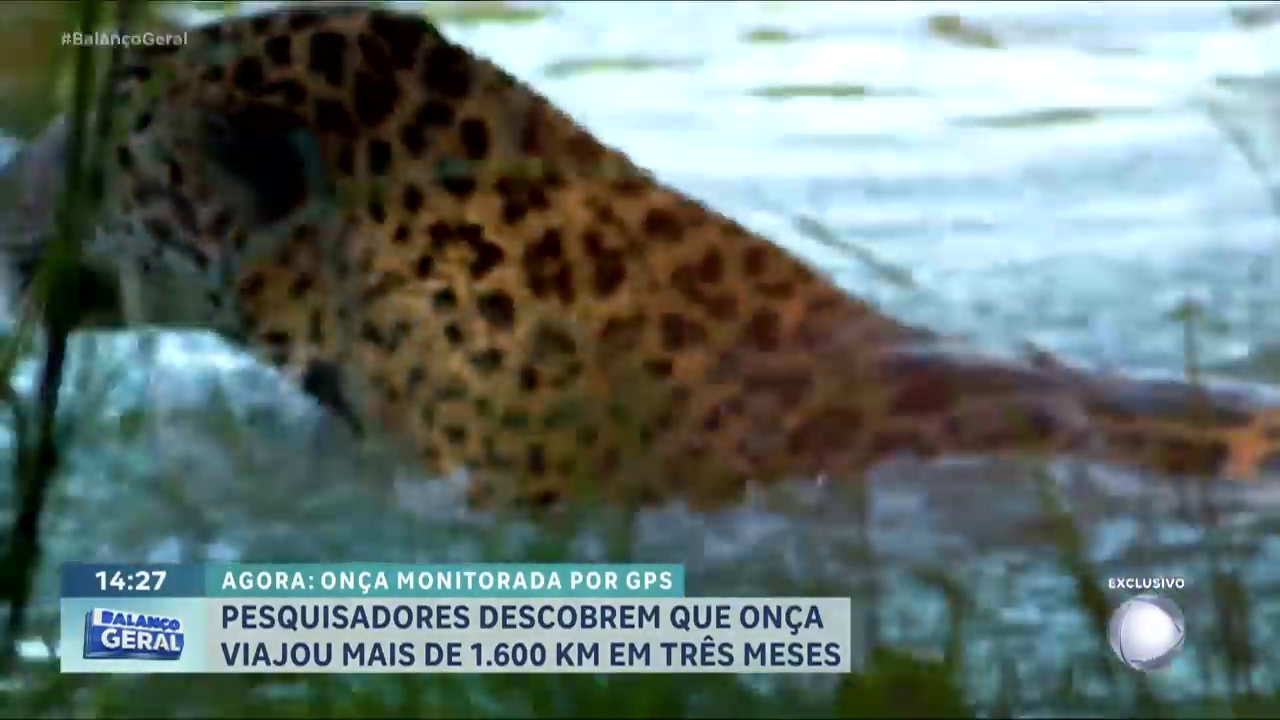 #BalançoGeral
14:27 AGORA: ONÇA MONITORADA POR GPS
EXCLUSIVO
BALANÇO
GERAL
PESQUISADORES DESCOBREM QUE ONÇA
VIAJOU MAIS DE 1.600 KM EM TRÊS MESES